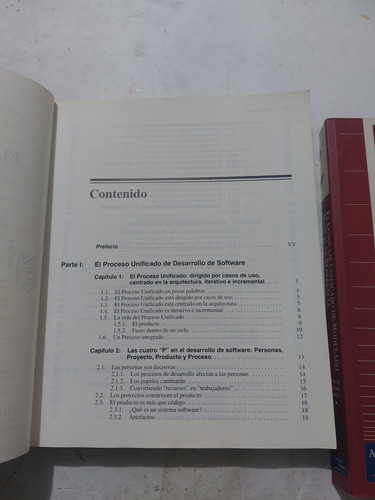 Contenido
Prefacio XV
Parte I: El Proceso Unificado de Desarrollo de Software
Capítulo 1: El Proceso Unificado: dirigido por casos de uso,
centrado en la arquitectura, iterativo e incremental 1
1.1. El Proceso Unificado en pocas palabras 4
1.2. El Proceso Unificado está dirigido por casos de uso 5
1.3. El Proceso Unificado está centrado en la arquitectura 5
1.4. El Proceso Unificado es iterativo e incremental 6
1.5. La vida del Proceso Unificado 8
1.5.1. El producto 9
1.5.2. Fases dentro de un ciclo 10
1.6. Un Proceso integrado 12
Capítulo 2: Las cuatro "P" en el desarrollo de software: Personas,
Proyecto, Producto y Proceso 13
2.1. Las personas son decisivas 14
2.1.1. Los procesos de desarrollo afectan a las personas 14
2.1.2. Los papeles cambiarán 15
2.1.3. Convirtiendo "recursos" en "trabajadores" 16
2.2. Los proyectos construyen el producto 17
2.3. El producto es más que código 18
2.3.1. ¿Qué es un sistema software? 18
2.3.2. Artefactos 18
EL LENGUAJE UNIFICADO DE MODELADO